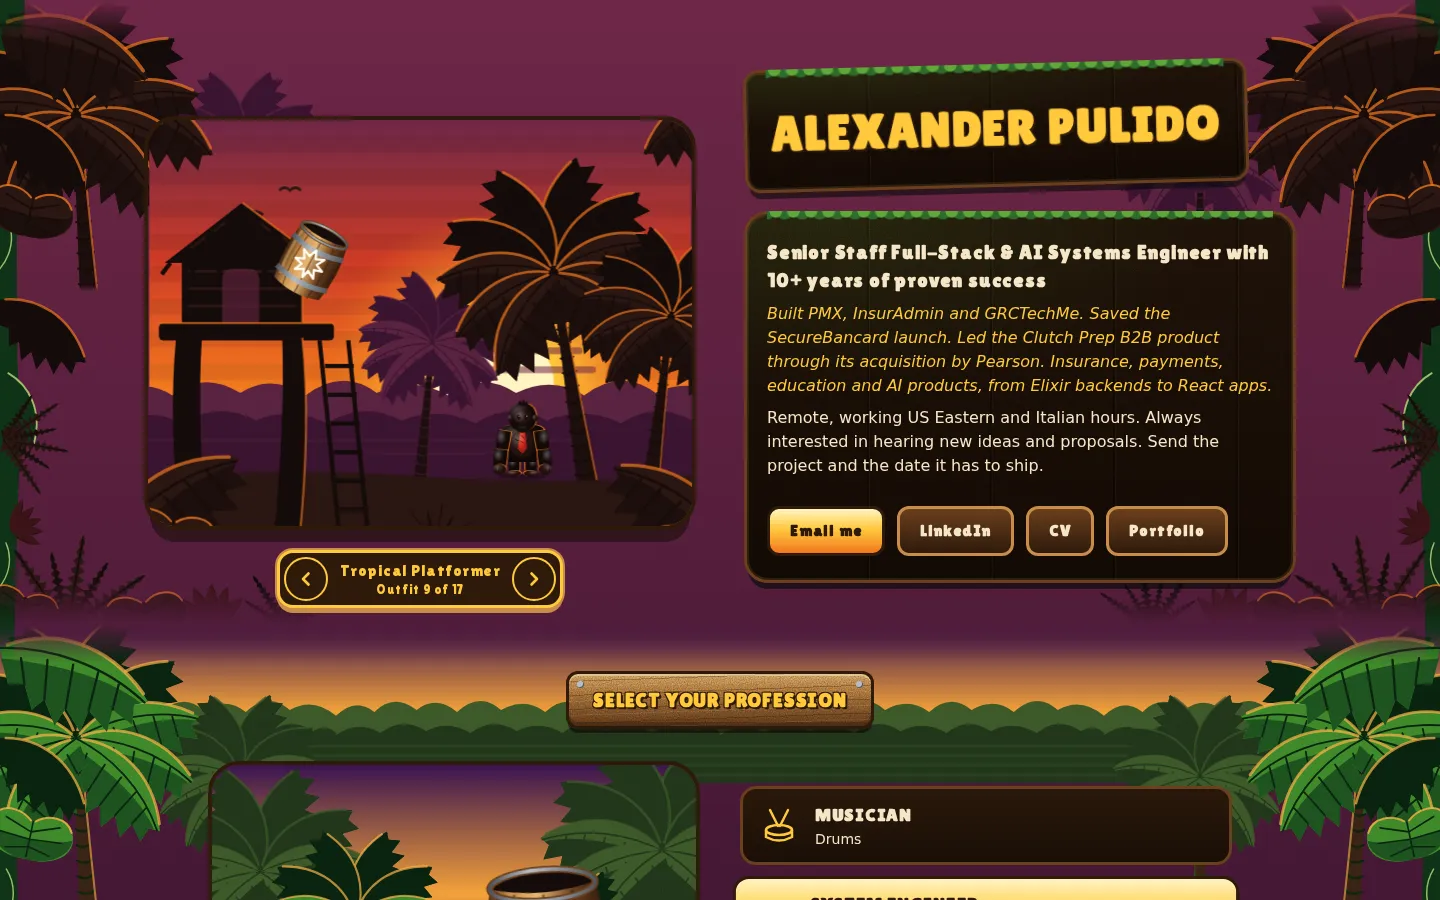 ALEXANDER PULIDO
Senior Staff Full-Stack & AI Systems Engineer with
10+ years of proven success
Built PMX, InsurAdmin and GRCTechMe. Saved the
SecureBancard launch. Led the Clutch Prep B2B product
through its acquisition by Pearson. Insurance, payments,
education and AI products, from Elixir backends to React apps.
Remote, working US Eastern and Italian hours. Always
interested in hearing new ideas and proposals. Send the
project and the date it has to ship.
Email me
LinkedIn
CV
Portfolio
Tropical Platformer
Outfit 9 of 17
SELECT YOUR PROFESSION
MUSICIAN
Drums
SYSTEM ENGINEER